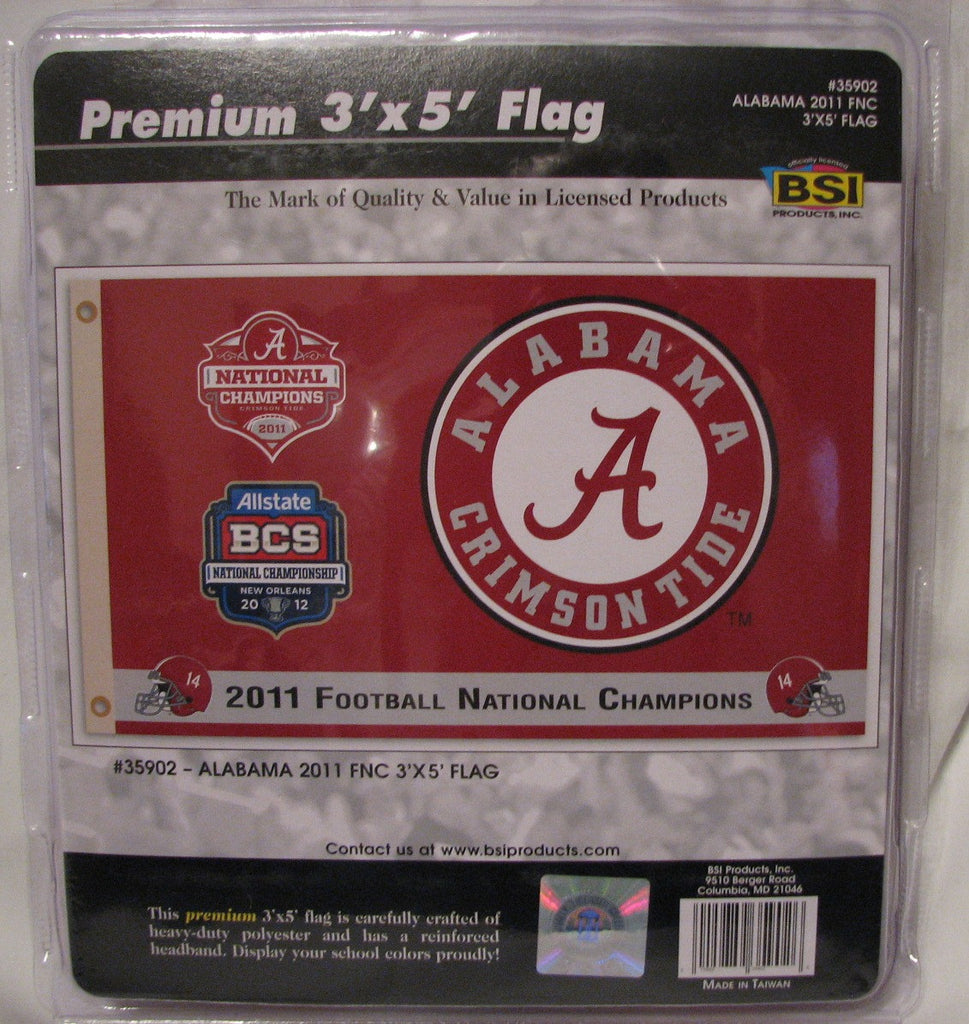 Premium 3'x5' Flag
#35902
ALABAMA 2011 FNC
3'X5' FLAG
officially licensed
BSI
PRODUCTS, INC.
The Mark of Quality & Value in Licensed Products
A
NATIONAL
CHAMPIONS
CRIMSON TIDE
2011
Allstate
BCS
NATIONAL CHAMPIONSHIP
NEW ORLEANS
20 12
ALABAMA
A
CRIMSON TIDE
TM
14
2011 FOOTBALL NATIONAL CHAMPIONS
14
#35902 – ALABAMA 2011 FNC 3'X5' FLAG
Contact us at www.bsiproducts.com
This premium 3'x5' flag is carefully crafted of
heavy-duty polyester and has a reinforced
headband. Display your school colors proudly!
BSI Products, Inc.
9510 Berger Road
Columbia, MD 21046
MADE IN TAIWAN